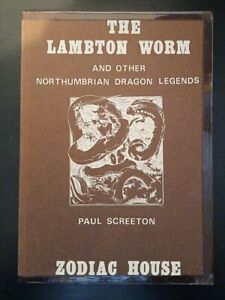 THE
LAMBTON WORM
AND OTHER
NORTHUMBRIAN DRAGON LEGENDS
PAUL SCREETON
ZODIAC HOUSE